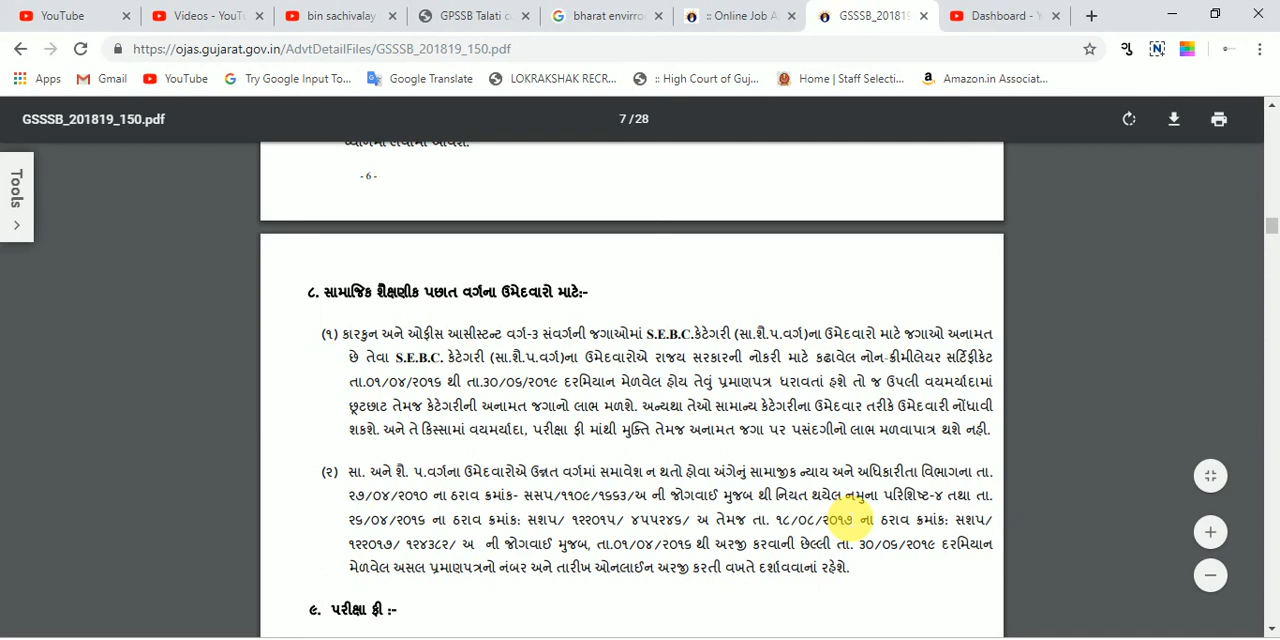 YouTube
Videos - YouT
bin sachivalay
GPSSB Talati c
bharat envirro
:: Online Job A
GSSSB_20181
Dashboard - Y
https://ojas.gujarat.gov.in/AdvtDetailFiles/GSSSB_201819_150.pdf
Apps Gmail YouTube Try Google Input To... Google Translate LOKRAKSHAK RECR... :: High Court of Guj... Home | Staff Selecti... Amazon.in Associat...
GSSSB_201819_150.pdf 7 / 28
Tools
- 6 -
૮. સામાજિક શૈક્ષણીક પછાત વર્ગના ઉમેદવારો માટે:-
(૧) કારકુન અને ઓફીસ આસીસ્ટન્ટ વર્ગ-૩ સંવર્ગની જગાઓમાં S.E.B.C.કેટેગરી (સા.શૈ.પ.વર્ગ)ના ઉમેદવારો માટે જગાઓ અનામત
છે તેવા S.E.B.C. કેટેગરી (સા.શૈ.પ.વર્ગ)ના ઉમેદવારોએ રાજ્ય સરકારની નોકરી માટે કઢાવેલ નોન-ક્રીમીલિયર સર્ટિફીકેટ
તા.૦૧/૦૪/૨૦૧૬ થી તા.૩૦/૦૬/૨૦૧૯ દરમિયાન મેળવેલ હોય તેવું પ્રમાણપત્ર ધરાવતાં હશે તો જ ઉપલી વયમર્યાદામાં
છૂટછાટ તેમજ કેટેગરીની અનામત જગાનો લાભ મળશે. અન્યથા તેઓ સામાન્ય કેટેગરીના ઉમેદવાર તરીકે ઉમેદવારી નોંધાવી
શકશે. અને તે કિસ્સામાં વયમર્યાદા, પરીક્ષા ફી માંથી મુક્તિ તેમજ અનામત જગા પર પસંદગીનો લાભ મળવાપાત્ર થશે નહી.
(૨) સા. અને શૈ. પ.વર્ગના ઉમેદવારોએ ઉન્નત વર્ગમાં સમાવેશ ન થતો હોવા અંગેનું સામાજીક ન્યાય અને અધિકારીતા વિભાગના તા.
૨૭/૦૪/૨૦૧૦ ના ઠરાવ ક્રમાંક- સસપ/૧૧૦૯/૧૬૬૩/અ ની જોગવાઈ મુજબ થી નિયત થયેલ નમુના પરિશિષ્ટ-૪ તથા તા.
૨૬/૦૪/૨૦૧૬ ના ઠરાવ ક્રમાંક: સશપ/ ૧૨૨૦૧૫/ ૪૫૫૨૪૬/ અ તેમજ તા. ૧૮/૦૮/૨૦૧૭ ના ઠરાવ ક્રમાંક: સશપ/
૧૨૨૦૧૭/ ૧૨૪૩૮૨/ અ ની જોગવાઈ મુજબ, તા.૦૧/૦૪/૨૦૧૬ થી અરજી કરવાની છેલ્લી તા. ૩૦/૦૬/૨૦૧૯ દરમિયાન
મેળવેલ અસલ પ્રમાણપત્રનો નંબર અને તારીખ ઓનલાઈન અરજી કરતી વખતે દર્શાવવાનાં રહેશે.
૯. પરીક્ષા ફી :-